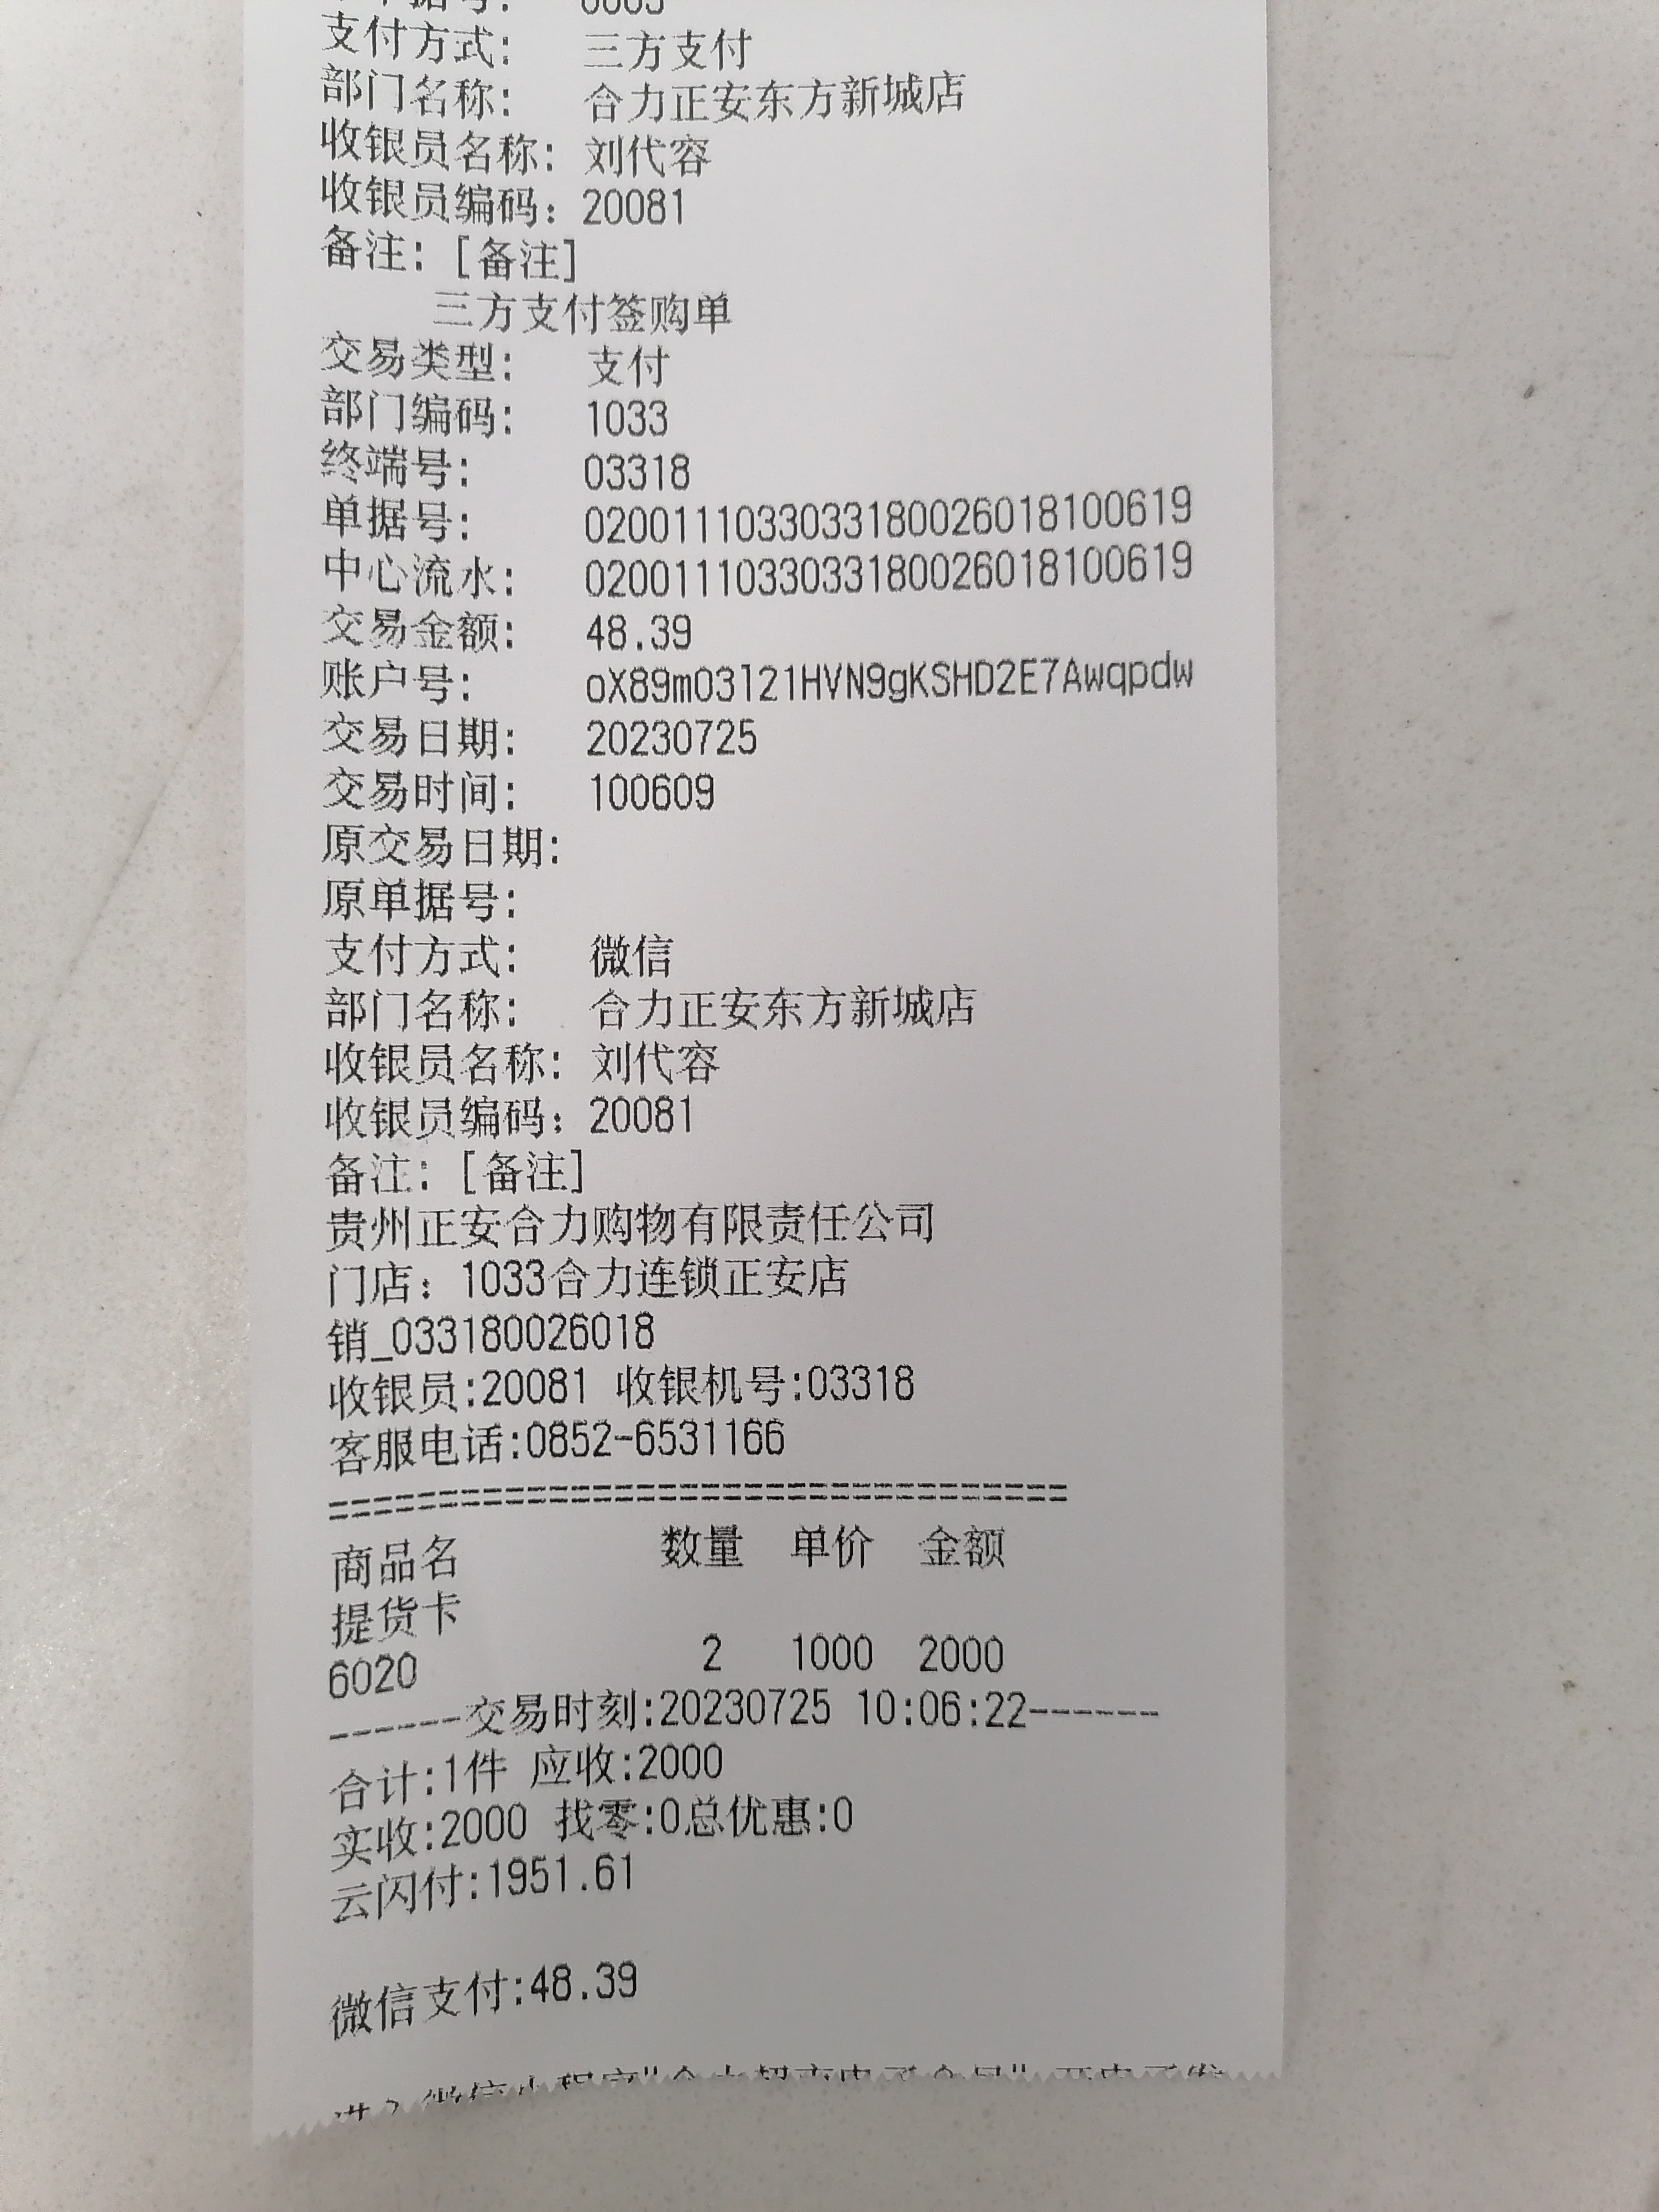 支付方式: 三方支付
部门名称: 合力正安东方新城店
收银员名称: 刘代容
收银员编码: 20081
备注: [备注]
三方支付签购单
交易类型: 支付
部门编码: 1033
终端号: 03318
单据号: 0200111033033180026018100619
中心流水: 0200111033033180026018100619
交易金额: 48.39
账户号: oX89mO3l21HVN9gKSHD2E7Awqpdw
交易日期: 20230725
交易时间: 100609
原交易日期:
原单据号:
支付方式: 微信
部门名称: 合力正安东方新城店
收银员名称: 刘代容
收银员编码: 20081
备注: [备注]
贵州正安合力购物有限责任公司
门店: 1033合力连锁正安店
销_033180026018
收银员:20081 收银机号:03318
客服电话:0852-6531166
==================================
商品名 数量 单价 金额
提货卡
6020 2 1000 2000
------交易时刻:20230725 10:06:22------
合计:1件 应收:2000
实收:2000 找零:0总优惠:0
云闪付:1951.61
微信支付:48.39